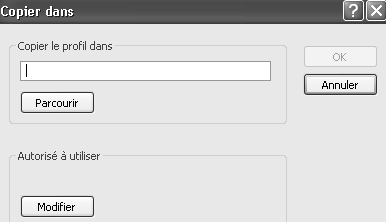 Copier dans
Copier le profil dans
OK
Annuler
Parcourir
Autorisé à utiliser
Modifier